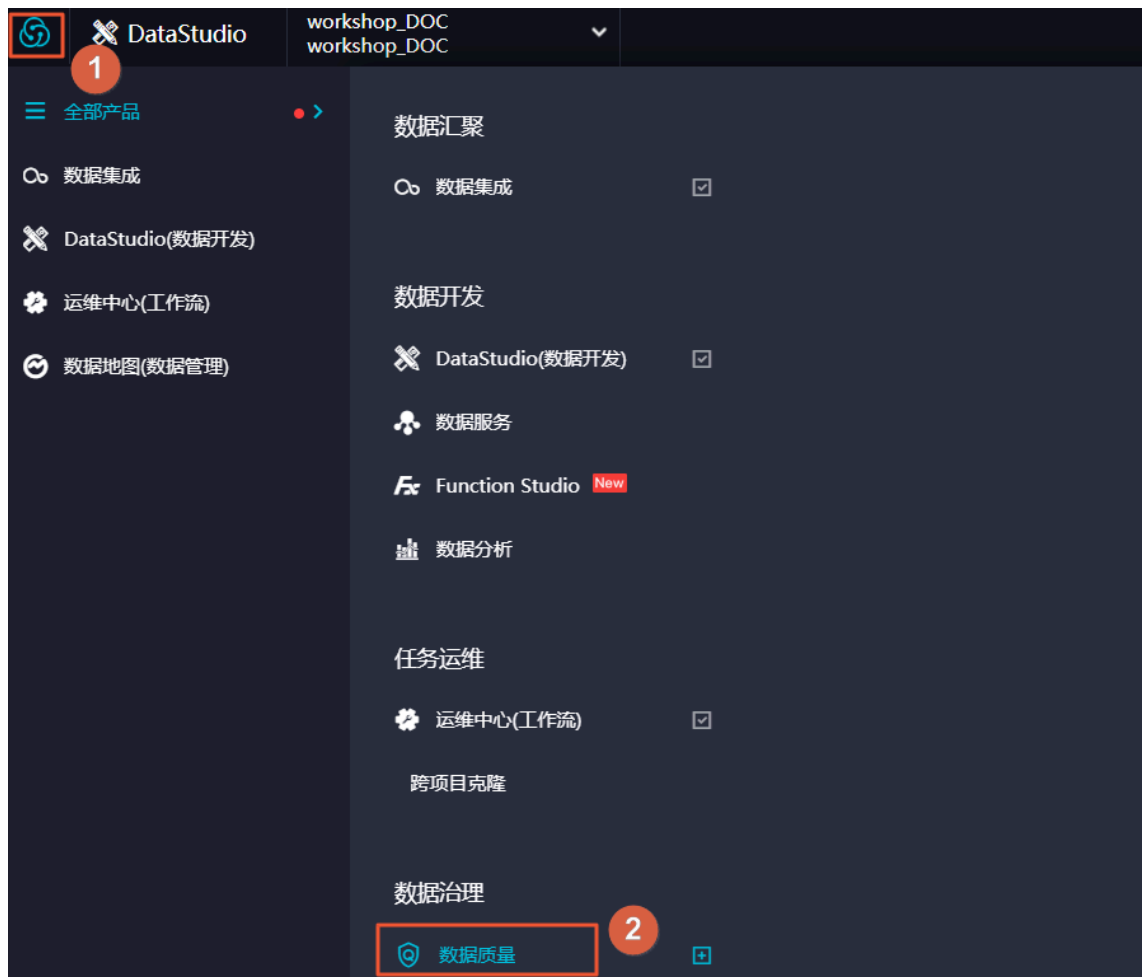 DataStudio
workshop_DOC
workshop_DOC
1
全部产品
数据集成
DataStudio(数据开发)
运维中心(工作流)
数据地图(数据管理)
数据汇聚
数据集成
数据开发
DataStudio(数据开发)
数据服务
Fx Function Studio New
数据分析
任务运维
运维中心(工作流)
跨项目克隆
数据治理
数据质量
2